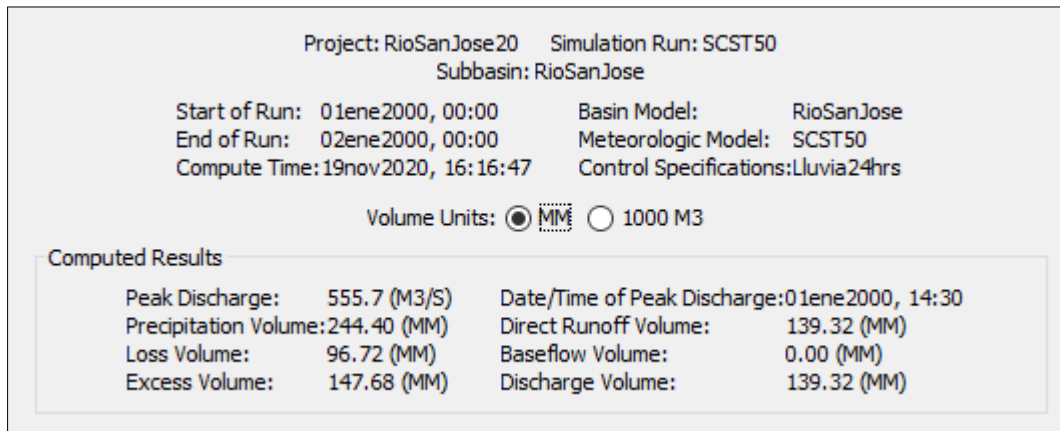 Project: RioSanJose20 Simulation Run: SCST50
Subbasin: RioSanJose
Start of Run: 01ene2000, 00:00 Basin Model: RioSanJose
End of Run: 02ene2000, 00:00 Meteorologic Model: SCST50
Compute Time:19nov2020, 16:16:47 Control Specifications:Lluvia24hrs
Volume Units: MM 1000 M3
Computed Results
Peak Discharge: 555.7 (M3/S) Date/Time of Peak Discharge:01ene2000, 14:30
Precipitation Volume:244.40 (MM) Direct Runoff Volume: 139.32 (MM)
Loss Volume: 96.72 (MM) Baseflow Volume: 0.00 (MM)
Excess Volume: 147.68 (MM) Discharge Volume: 139.32 (MM)